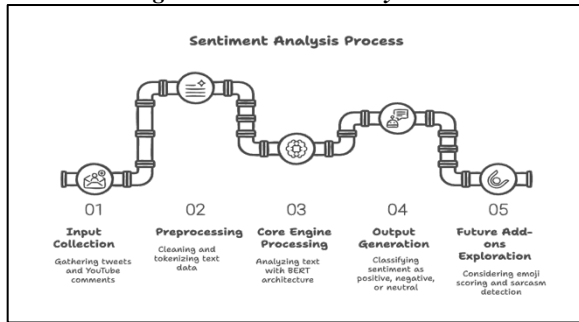 Sentiment Analysis Process
01
Input
Collection
Gathering tweets
and YouTube
comments
02
Preprocessing
Cleaning and
tokenizing text
data
03
Core Engine
Processing
Analyzing text
with BERT
architecture
04
Output
Generation
Classifying
sentiment as
positive, negative,
or neutral
05
Future Add-
ons
Exploration
Considering emoji
scoring and sarcasm
detection